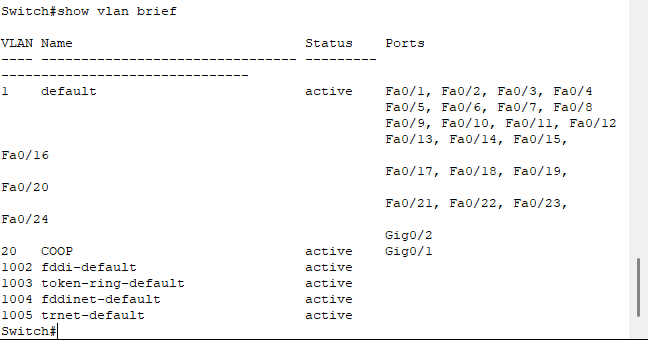 Switch#show vlan brief
VLAN Name                             Status    Ports
---- -------------------------------- ---------
-------------------------------
1    default                          active    Fa0/1, Fa0/2, Fa0/3, Fa0/4
                                                Fa0/5, Fa0/6, Fa0/7, Fa0/8
                                                Fa0/9, Fa0/10, Fa0/11, Fa0/12
                                                Fa0/13, Fa0/14, Fa0/15,
Fa0/16
                                                Fa0/17, Fa0/18, Fa0/19,
Fa0/20
                                                Fa0/21, Fa0/22, Fa0/23,
Fa0/24
                                                Gig0/2
20   COOP                             active    Gig0/1
1002 fddi-default                     active
1003 token-ring-default               active
1004 fddinet-default                  active
1005 trnet-default                    active
Switch#